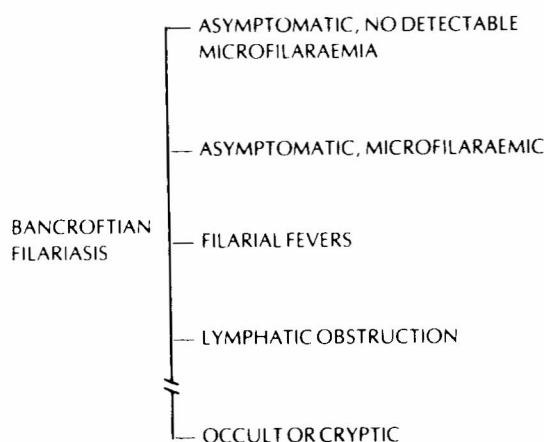 ASYMPTOMATIC, NO DETECTABLE
MICROFILARAEMIA
ASYMPTOMATIC, MICROFILARAEMIC
BANCROFTIAN
FILARIASIS
FILARIAL FEVERS
LYMPHATIC OBSTRUCTION
OCCULT OR CRYPTIC